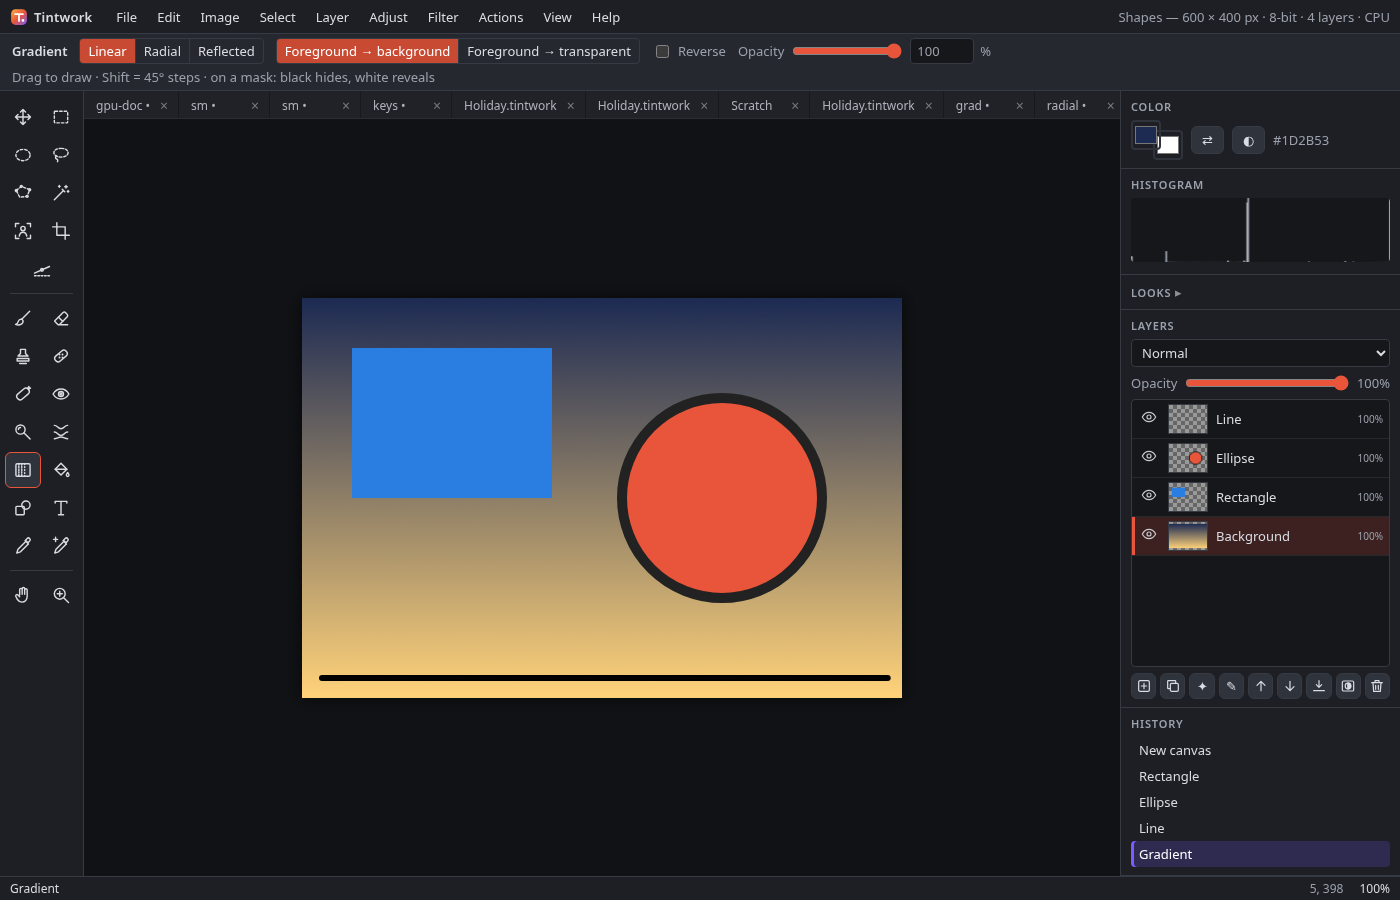 Tintwork File Edit Image Select Layer Adjust Filter Actions View Help Shapes — 600 × 400 px · 8-bit · 4 layers · CPU
Gradient Linear Radial Reflected Foreground → background Foreground → transparent Reverse Opacity 100 %
Drag to draw · Shift = 45° steps · on a mask: black hides, white reveals
gpu-doc • × sm • × sm • × keys • × Holiday.tintwork × Holiday.tintwork × Scratch × Holiday.tintwork × grad • × radial • ×
COLOR
#1D2B53
HISTOGRAM
LOOKS ▸
LAYERS
Normal
Opacity 100%
Line 100%
Ellipse 100%
Rectangle 100%
Background 100%
HISTORY
New canvas
Rectangle
Ellipse
Line
Gradient
Gradient 5, 398 100%